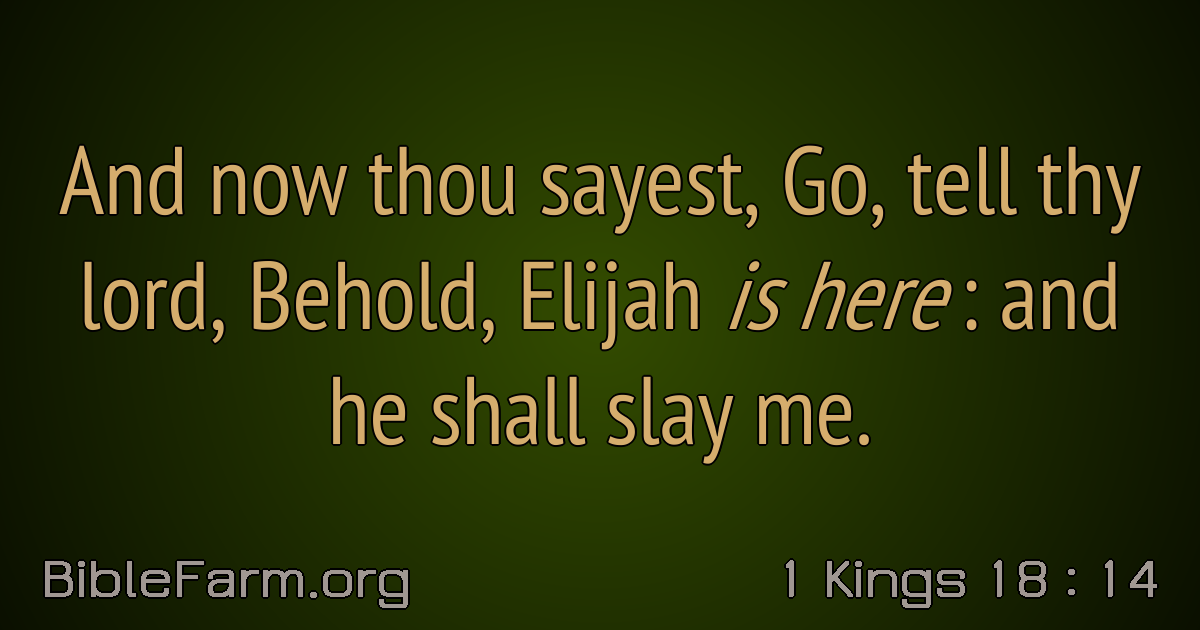 And now thou sayest, Go, tell thy
lord, Behold, Elijah is here: and
he shall slay me.
BibleFarm.org
1 Kings 18 : 14